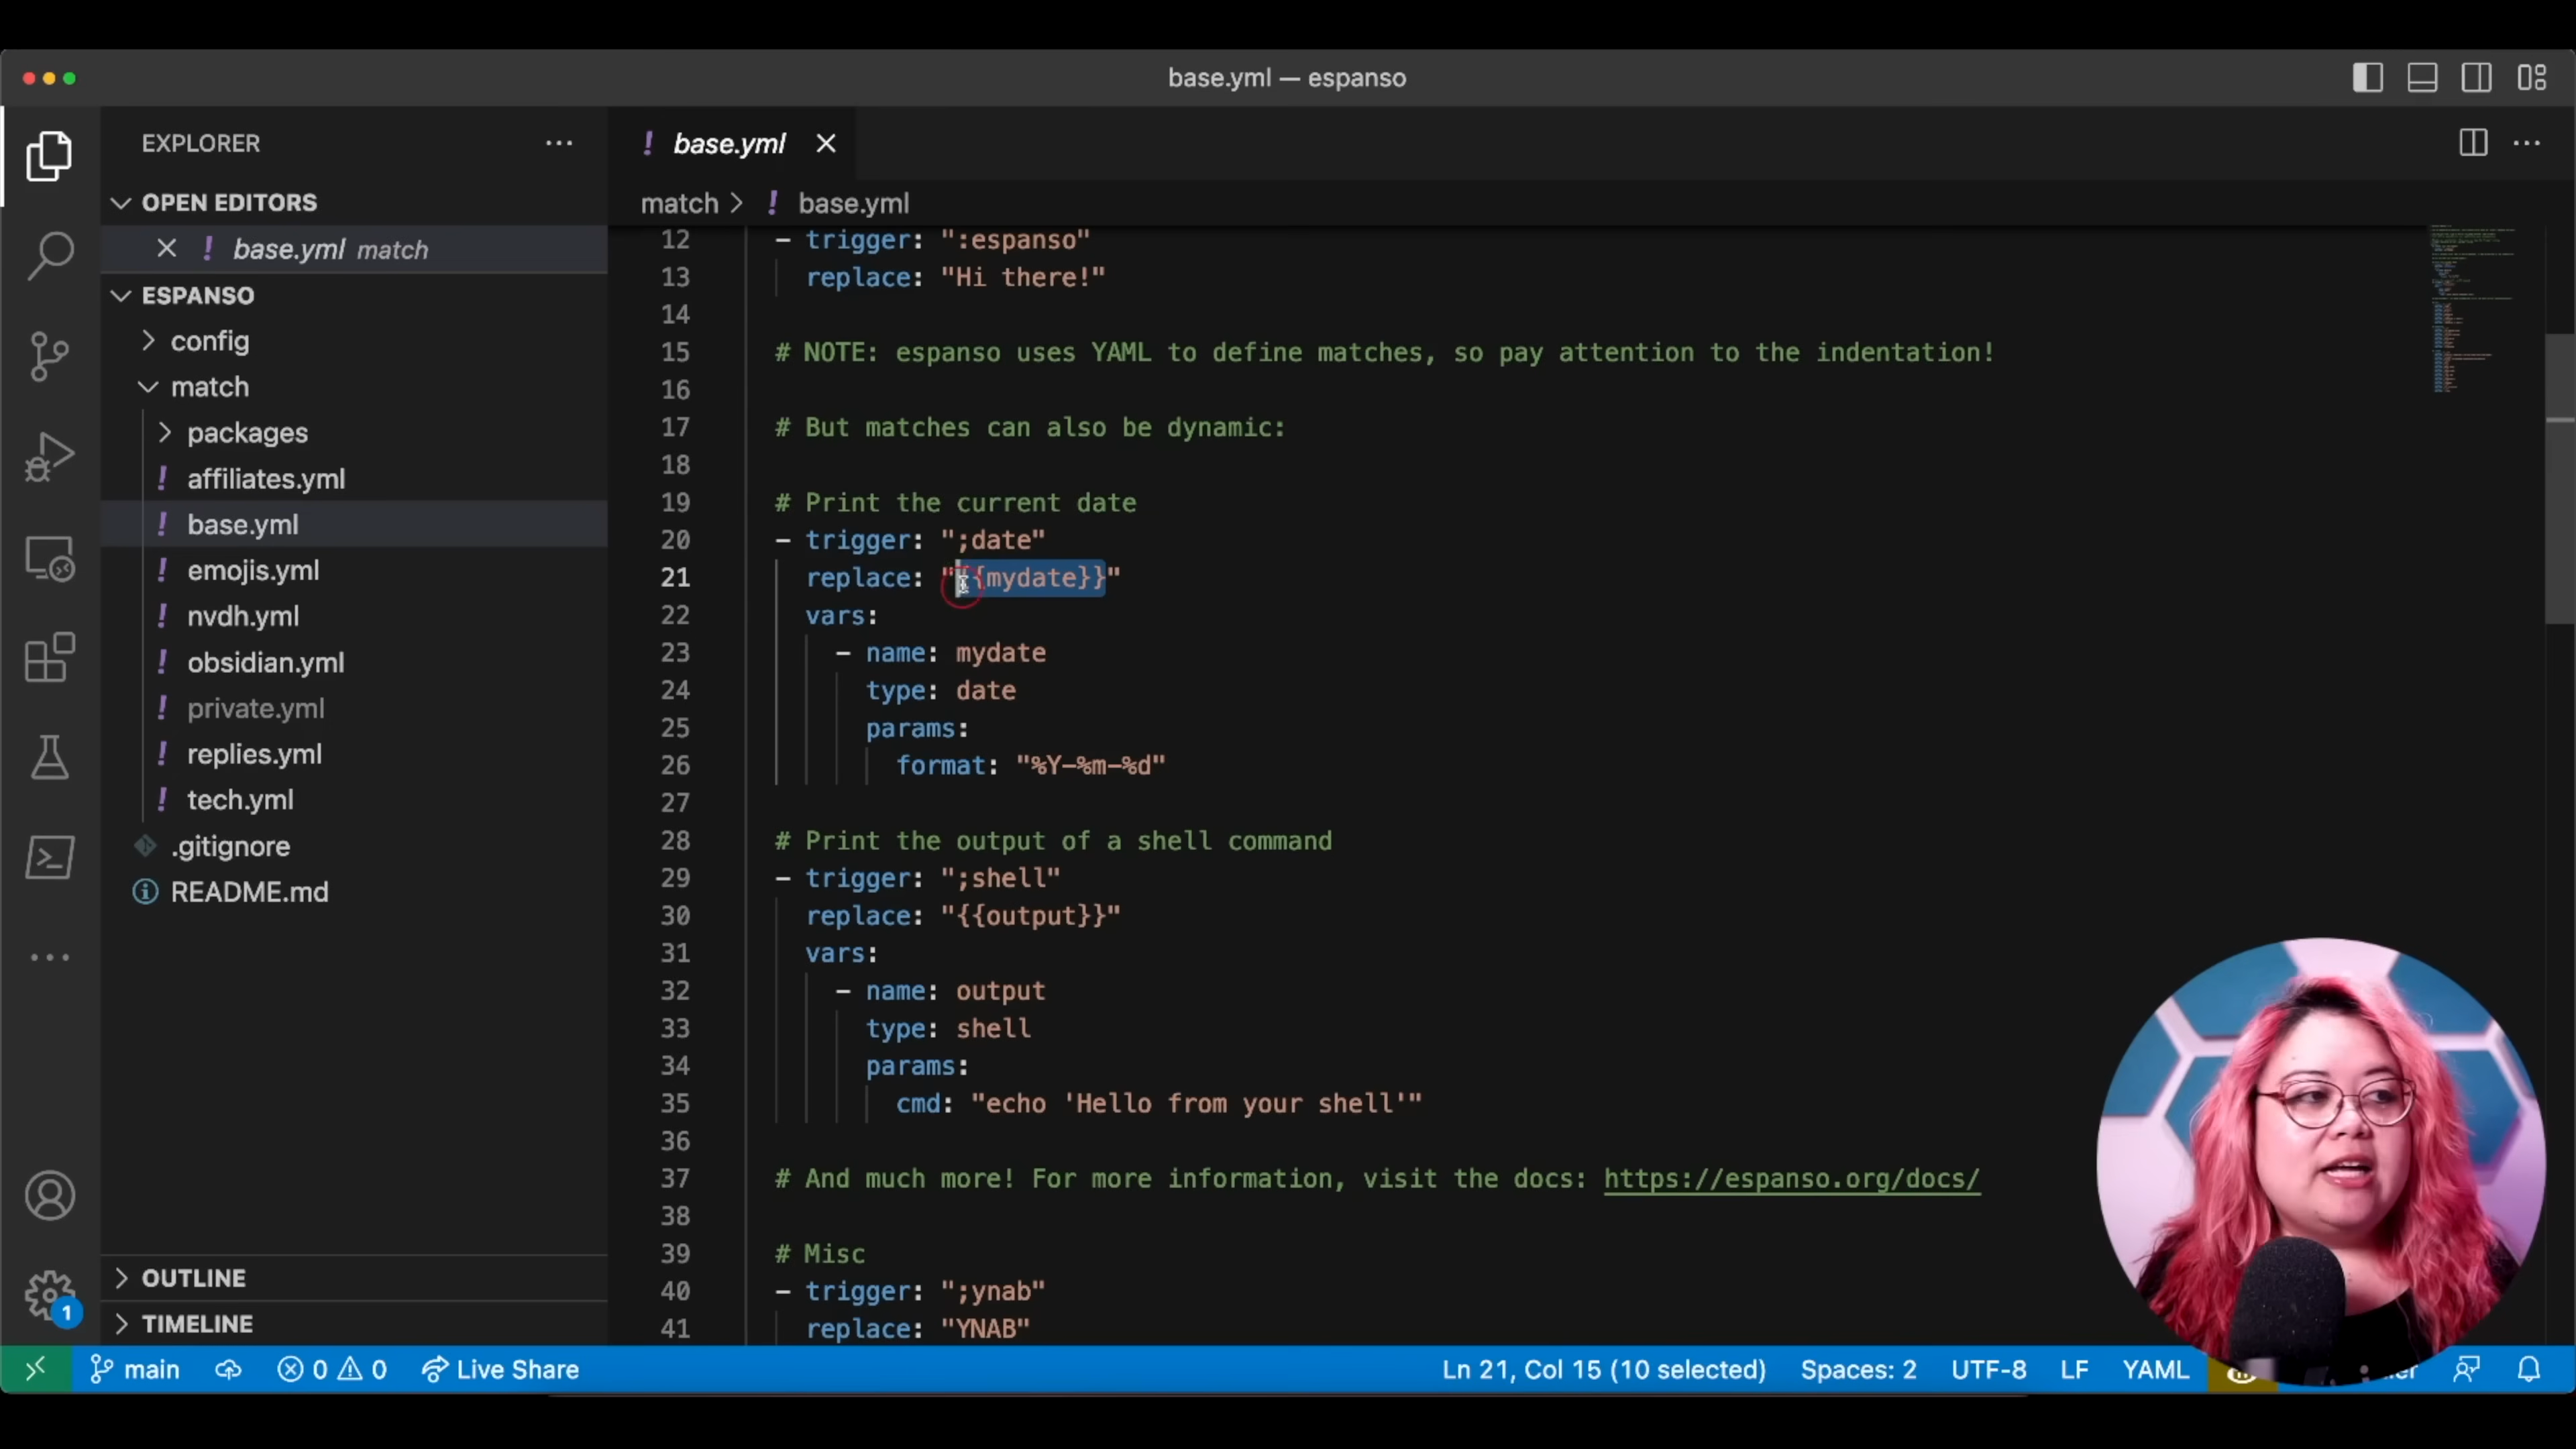 base.yml — espanso
EXPLORER
OPEN EDITORS
base.yml match
ESPANSO
config
match
packages
affiliates.yml
base.yml
emojis.yml
nvdh.yml
obsidian.yml
private.yml
replies.yml
tech.yml
.gitignore
README.md
OUTLINE
TIMELINE
base.yml
match > base.yml
12 - trigger: ":espanso"
13 replace: "Hi there!"
14
15 # NOTE: espanso uses YAML to define matches, so pay attention to the indentation!
16
17 # But matches can also be dynamic:
18
19 # Print the current date
20 - trigger: ";date"
21 replace: "{{mydate}}"
22 vars:
23 - name: mydate
24 type: date
25 params:
26 format: "%Y-%m-%d"
27
28 # Print the output of a shell command
29 - trigger: ";shell"
30 replace: "{{output}}"
31 vars:
32 - name: output
33 type: shell
34 params:
35 cmd: "echo 'Hello from your shell'"
36
37 # And much more! For more information, visit the docs: https://espanso.org/docs/
38
39 # Misc
40 - trigger: ";ynab"
41 replace: "YNAB"
1
main 0 0 Live Share Ln 21, Col 15 (10 selected) Spaces: 2 UTF-8 LF YAML